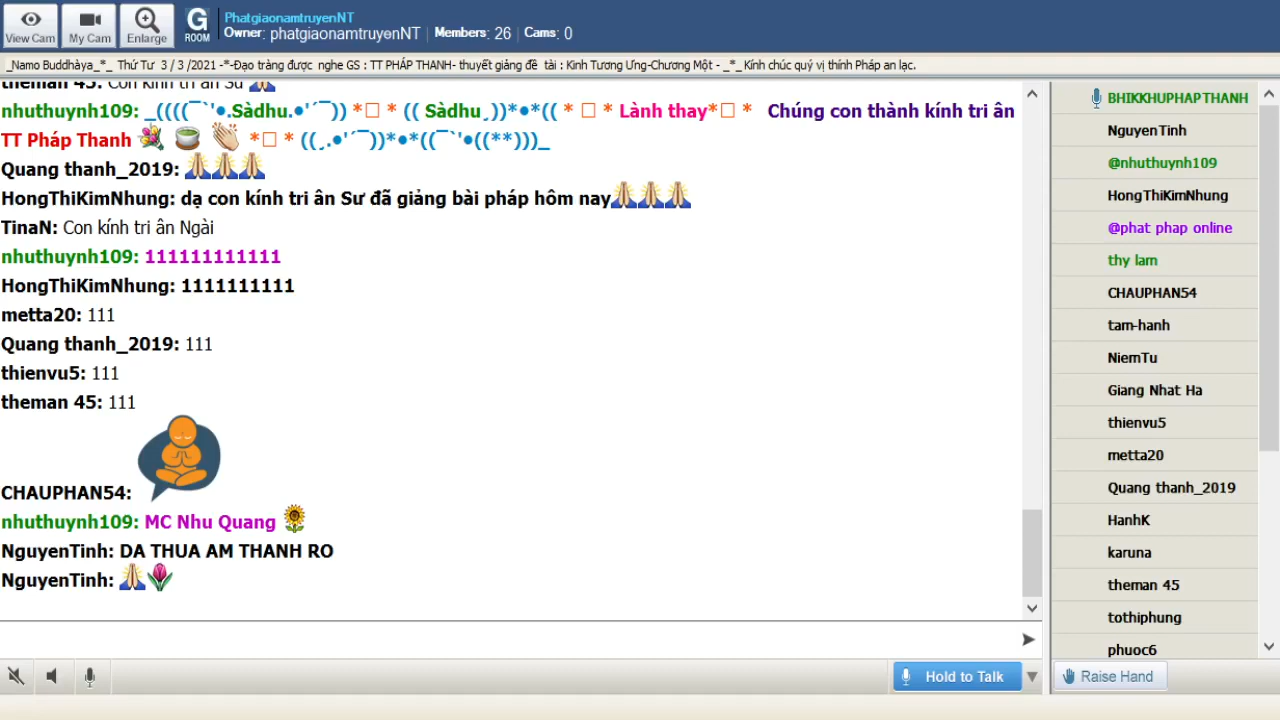 View Cam
My Cam
Enlarge
G
ROOM
PhatgiaonamtruyenNT
Owner: phatgiaonamtruyenNT | Members: 26 | Cams: 0
_Namo Buddhàya_*_ Thứ Tư 3 / 3 /2021 -*-Đạo tràng được nghe GS : TT PHÁP THANH- thuyết giảng đề tài : Kinh Tương Ưng-Chương Một - _*_ Kính chúc quý vị thính Pháp an lạc.
theman 45: Con kính tri ân Sư 🙏
nhuthuynh109: _((((¯`'●.Sàdhu.●'´¯)) *□ * (( Sàdhu¸))*●*(( * □ * Lành thay*□ * Chúng con thành kính tri ân
TT Pháp Thanh 💐 🍵 👏 *□ * ((¸.●'´¯))*●*((¯`'●((**)))_
Quang thanh_2019: 🙏🙏🙏
HongThiKimNhung: dạ con kính tri ân Sư đã giảng bài pháp hôm nay🙏🙏🙏
TinaN: Con kính tri ân Ngài
nhuthuynh109: 111111111111
HongThiKimNhung: 1111111111
metta20: 111
Quang thanh_2019: 111
thienvu5: 111
theman 45: 111
CHAUPHAN54:
nhuthuynh109: MC Nhu Quang 🌻
NguyenTinh: DA THUA AM THANH RO
NguyenTinh: 🙏🌷
Hold to Talk
BHIKKHUPHAPTHANH
NguyenTinh
@nhuthuynh109
HongThiKimNhung
@phat phap online
thy lam
CHAUPHAN54
tam-hanh
NiemTu
Giang Nhat Ha
thienvu5
metta20
Quang thanh_2019
HanhK
karuna
theman 45
tothiphung
phuoc6
Raise Hand